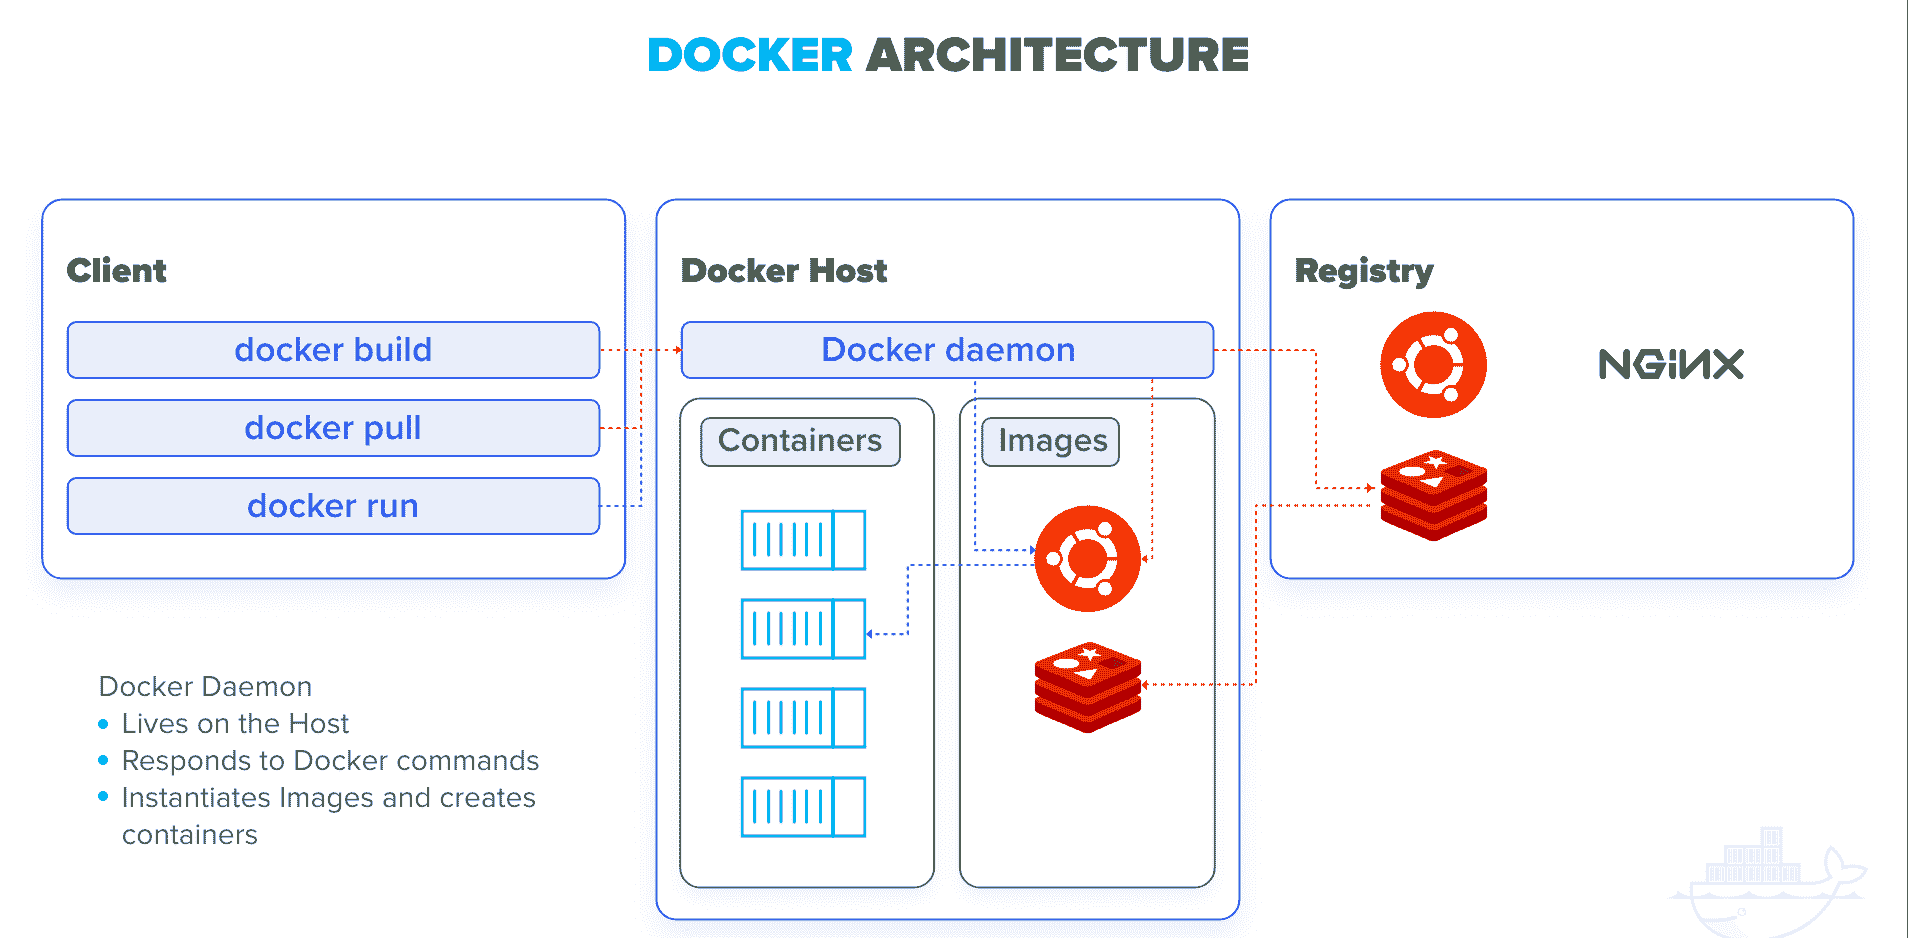 DOCKER ARCHITECTURE
Client
docker build
docker pull
docker run
Docker Host
Docker daemon
Containers
Images
Registry
NGiNX
Docker Daemon
Lives on the Host
Responds to Docker commands
Instantiates Images and creates
containers